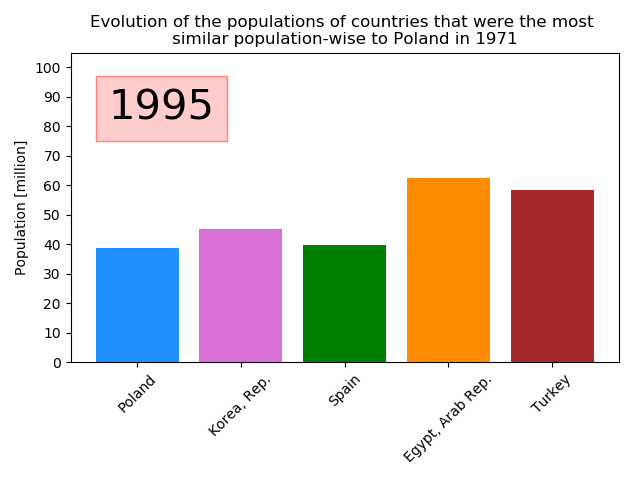 Evolution of the populations of countries that were the most
similar population-wise to Poland in 1971
1995
Population [million]
100
90
80
70
60
50
40
30
20
10
0
Poland
Korea, Rep.
Spain
Egypt, Arab Rep.
Turkey